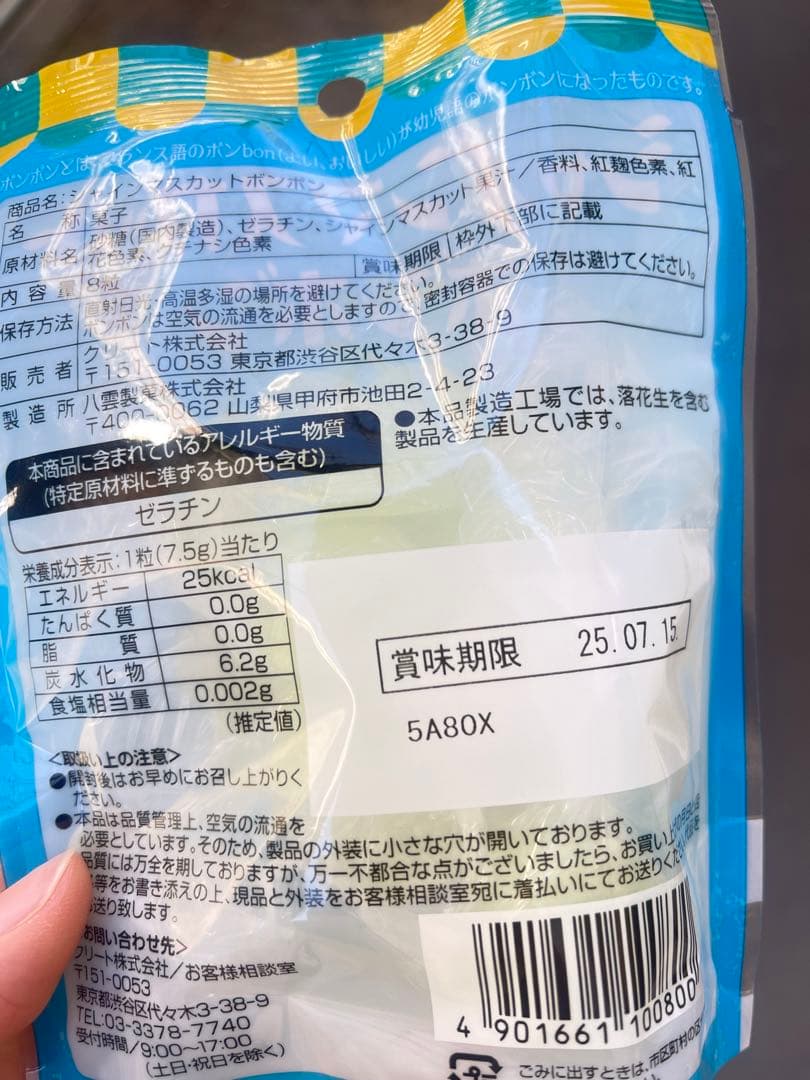 ボンボンとは、フランス語のボンbon(よい、おいしい)が幼児語のボンボンになったものです。
商品名:シャインマスカットボンボン
名 称 菓子
原材料名 砂糖(国内製造)、ゼラチン、シャインマスカット果汁／香料、紅麹色素、紅
花色素、クチナシ色素
内容量 8粒 賞味期限 枠外下部に記載
保存方法 直射日光・高温多湿の場所を避けてください。
ボンボンは空気の流通を必要としますので、密封容器での保存は避けてください。
販売者 クリート株式会社
〒151-0053 東京都渋谷区代々木3-38-9
製造所 八雲製菓株式会社
〒400-0062 山梨県甲府市池田2-4-23
●本品製造工場では、落花生を含む
製品を生産しています。
本商品に含まれているアレルギー物質
(特定原材料に準ずるものも含む)
ゼラチン
栄養成分表示:1粒(7.5g)当たり
エネルギー 25kcal
たんぱく質 0.0g
脂質 0.0g
炭水化物 6.2g
食塩相当量 0.002g
(推定値)
賞味期限 25.07.15
5A80X
<取扱い上の注意>
●開封後はお早めにお召し上がりく
ださい。
●本品は品質管理上、空気の流通を
必要としています。そのため、製品の外装に小さな穴が開いております。
品質には万全を期しておりますが、万一不都合な点がございましたら、お買い上
等をお書き添えの上、現品と外装をお客様相談室宛に着払いにてお送りくだ
送り致します。
お問い合わせ先>
クリート株式会社／お客様相談室
〒151-0053
東京都渋谷区代々木3-38-9
TEL:03-3378-7740
受付時間／9:00〜17:00
(土日・祝日を除く)
4 901661 100800
ごみに出すときは、市区町村の区